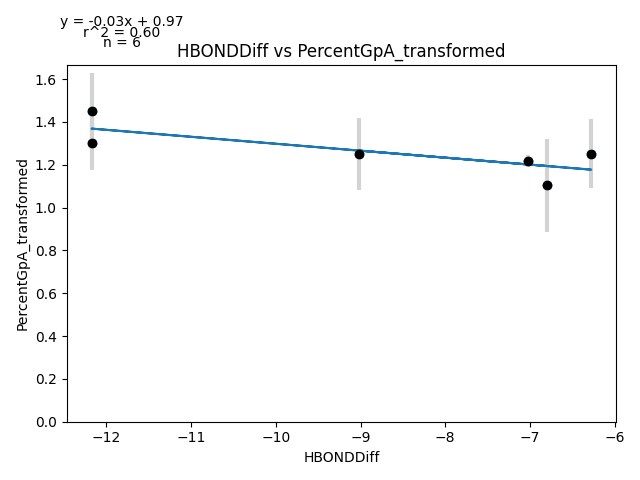 y = -0.03x + 0.97
r^2 = 0.60
n = 6
HBONDDiff vs PercentGpA_transformed
1.6
1.4
1.2
1.0
0.8
0.6
0.4
0.2
0.0
PercentGpA_transformed
−12
−11
−10
−9
−8
−7
−6
HBONDDiff